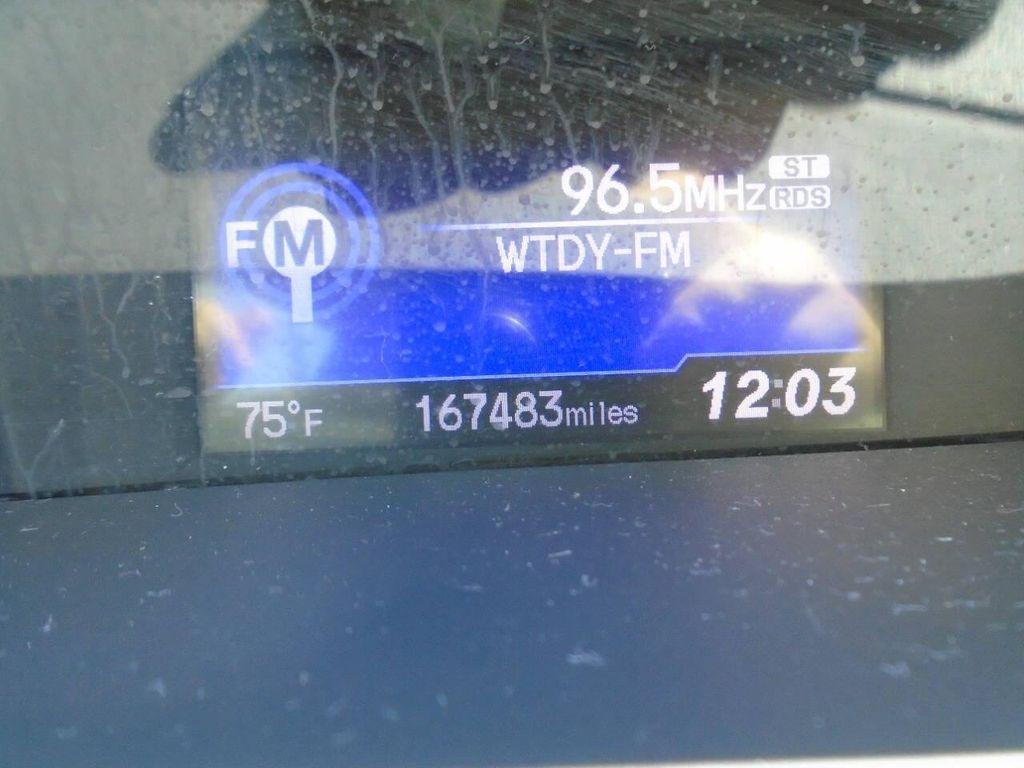 FM
96.5MHz ST
RDS
WTDY-FM
75°F 167483miles 12:03